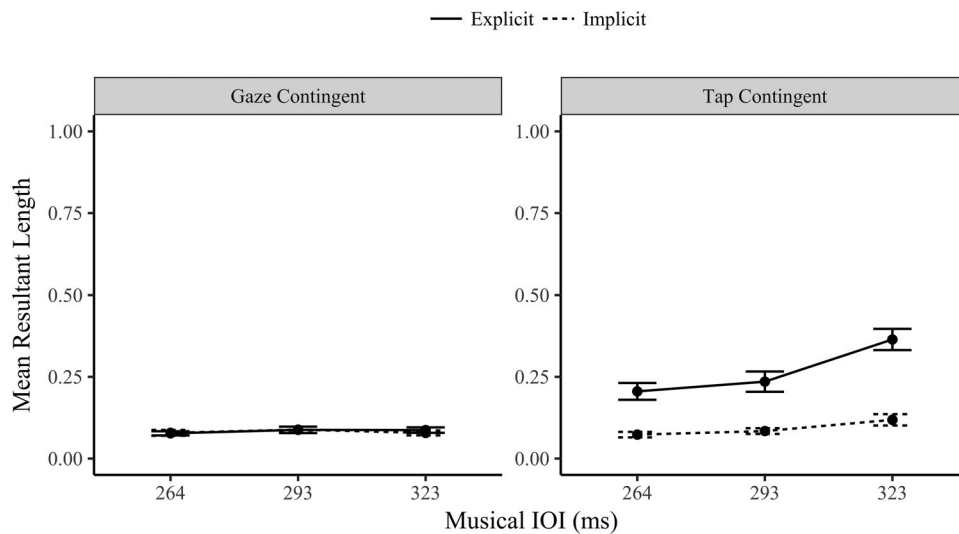 Explicit Implicit
Gaze Contingent
Tap Contingent
Mean Resultant Length
1.00
0.75
0.50
0.25
0.00
1.00
0.75
0.50
0.25
0.00
264 293 323
264 293 323
Musical IOI (ms)